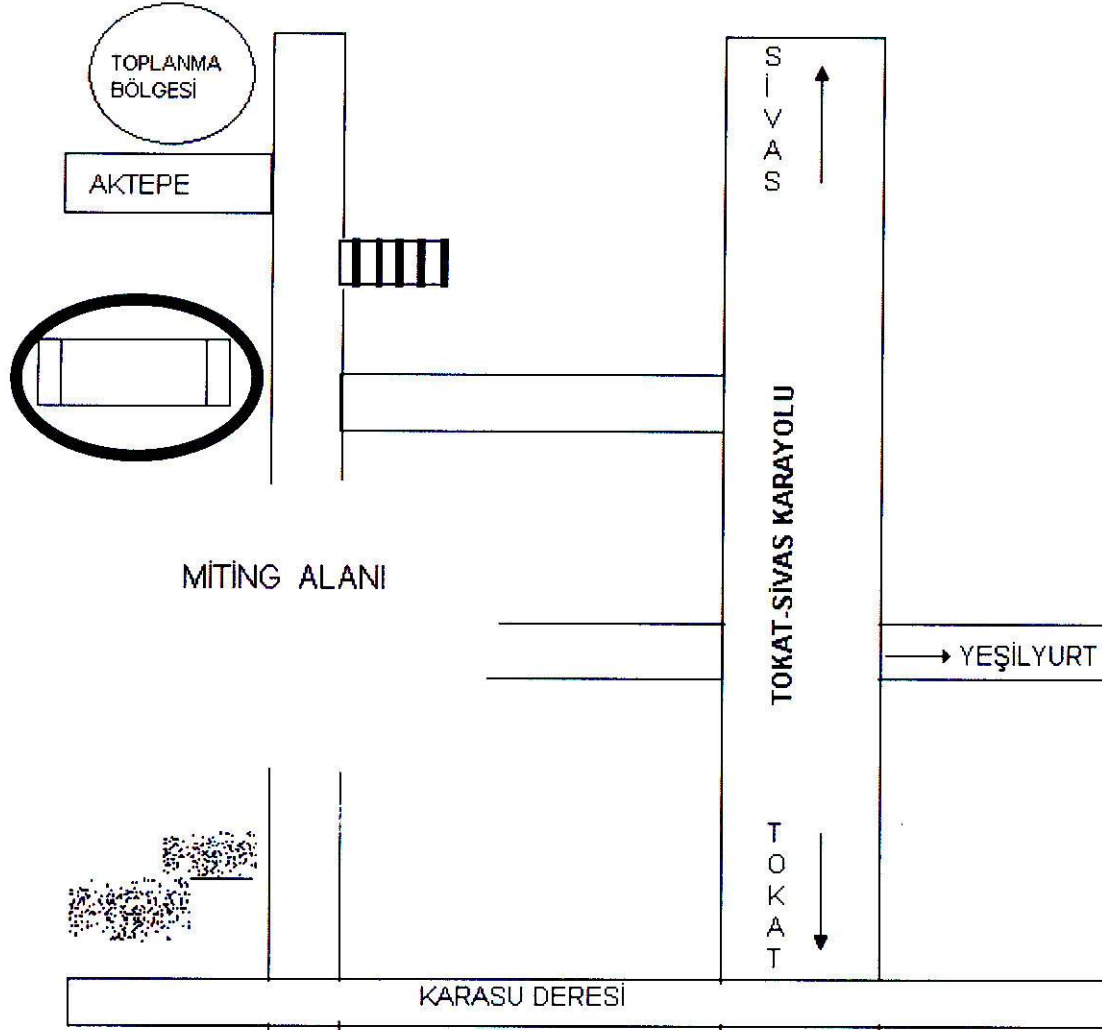 TOPLANMA
BÖLGESİ
AKTEPE
SİVAS
TOKAT-SİVAS KARAYOLU
MİTİNG ALANI
YEŞİLYURT
TOKAT
KARASU DERESİ